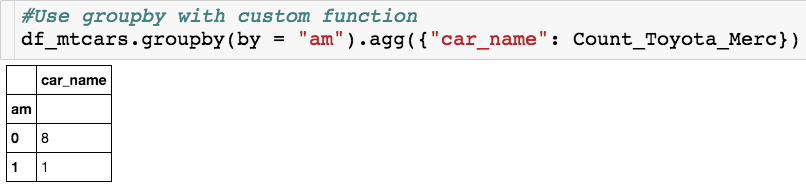 #Use groupby with custom function
df_mtcars.groupby(by = "am").agg({"car_name": Count_Toyota_Merc})
car_name
am
0 8
1 1